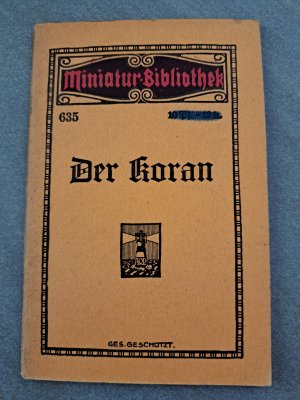 Miniatur-Bibliothek
635
Der Koran
GES. GESCHÜTZT.